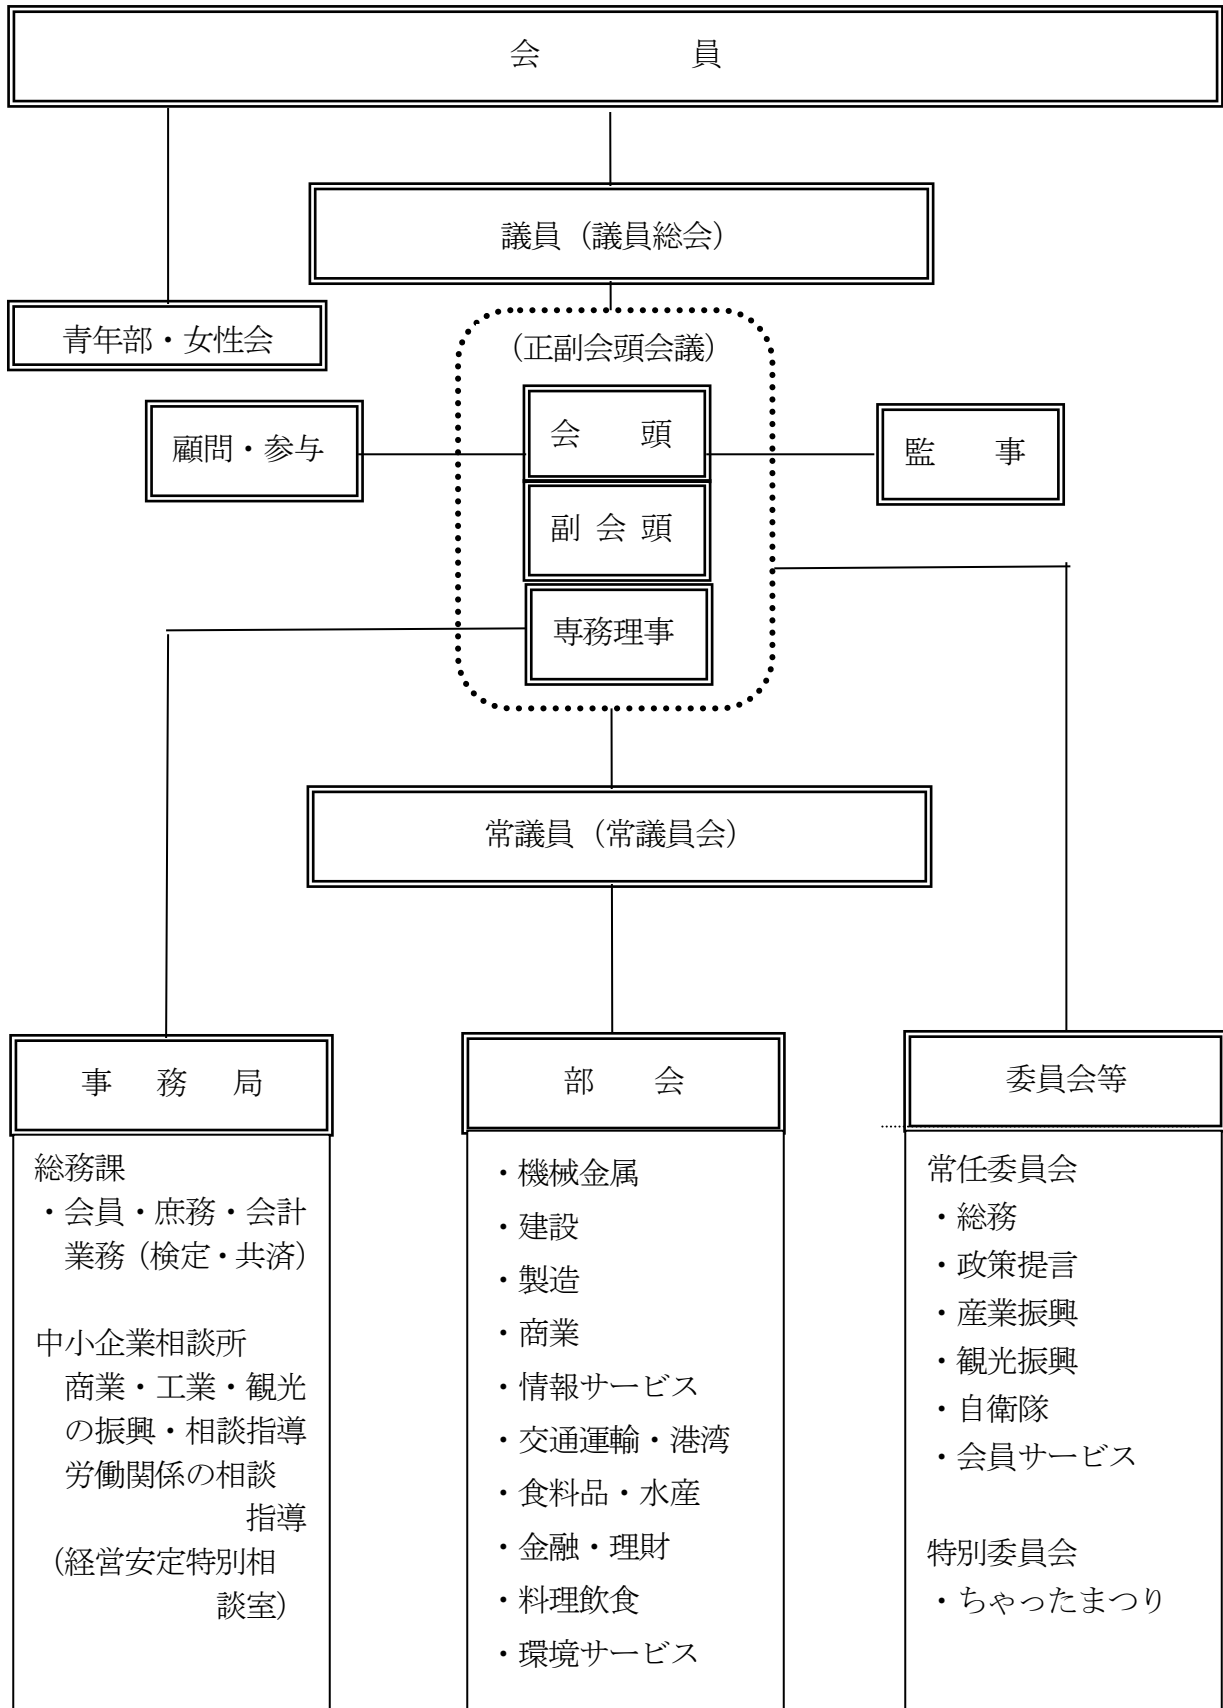 会　　　　　員
議員（議員総会）
青年部・女性会
（正副会頭会議）
顧問・参与
会　　頭
監　　事
副 会 頭
専務理事
常議員（常議員会）
事　務　局
総務課
・会員・庶務・会計
業務（検定・共済）
中小企業相談所
商業・工業・観光
の振興・相談指導
労働関係の相談
指導
（経営安定特別相
談室）
部　　会
・機械金属
・建設
・製造
・商業
・情報サービス
・交通運輸・港湾
・食料品・水産
・金融・理財
・料理飲食
・環境サービス
委員会等
常任委員会
・総務
・政策提言
・産業振興
・観光振興
・自衛隊
・会員サービス
特別委員会
・ちゃったまつり